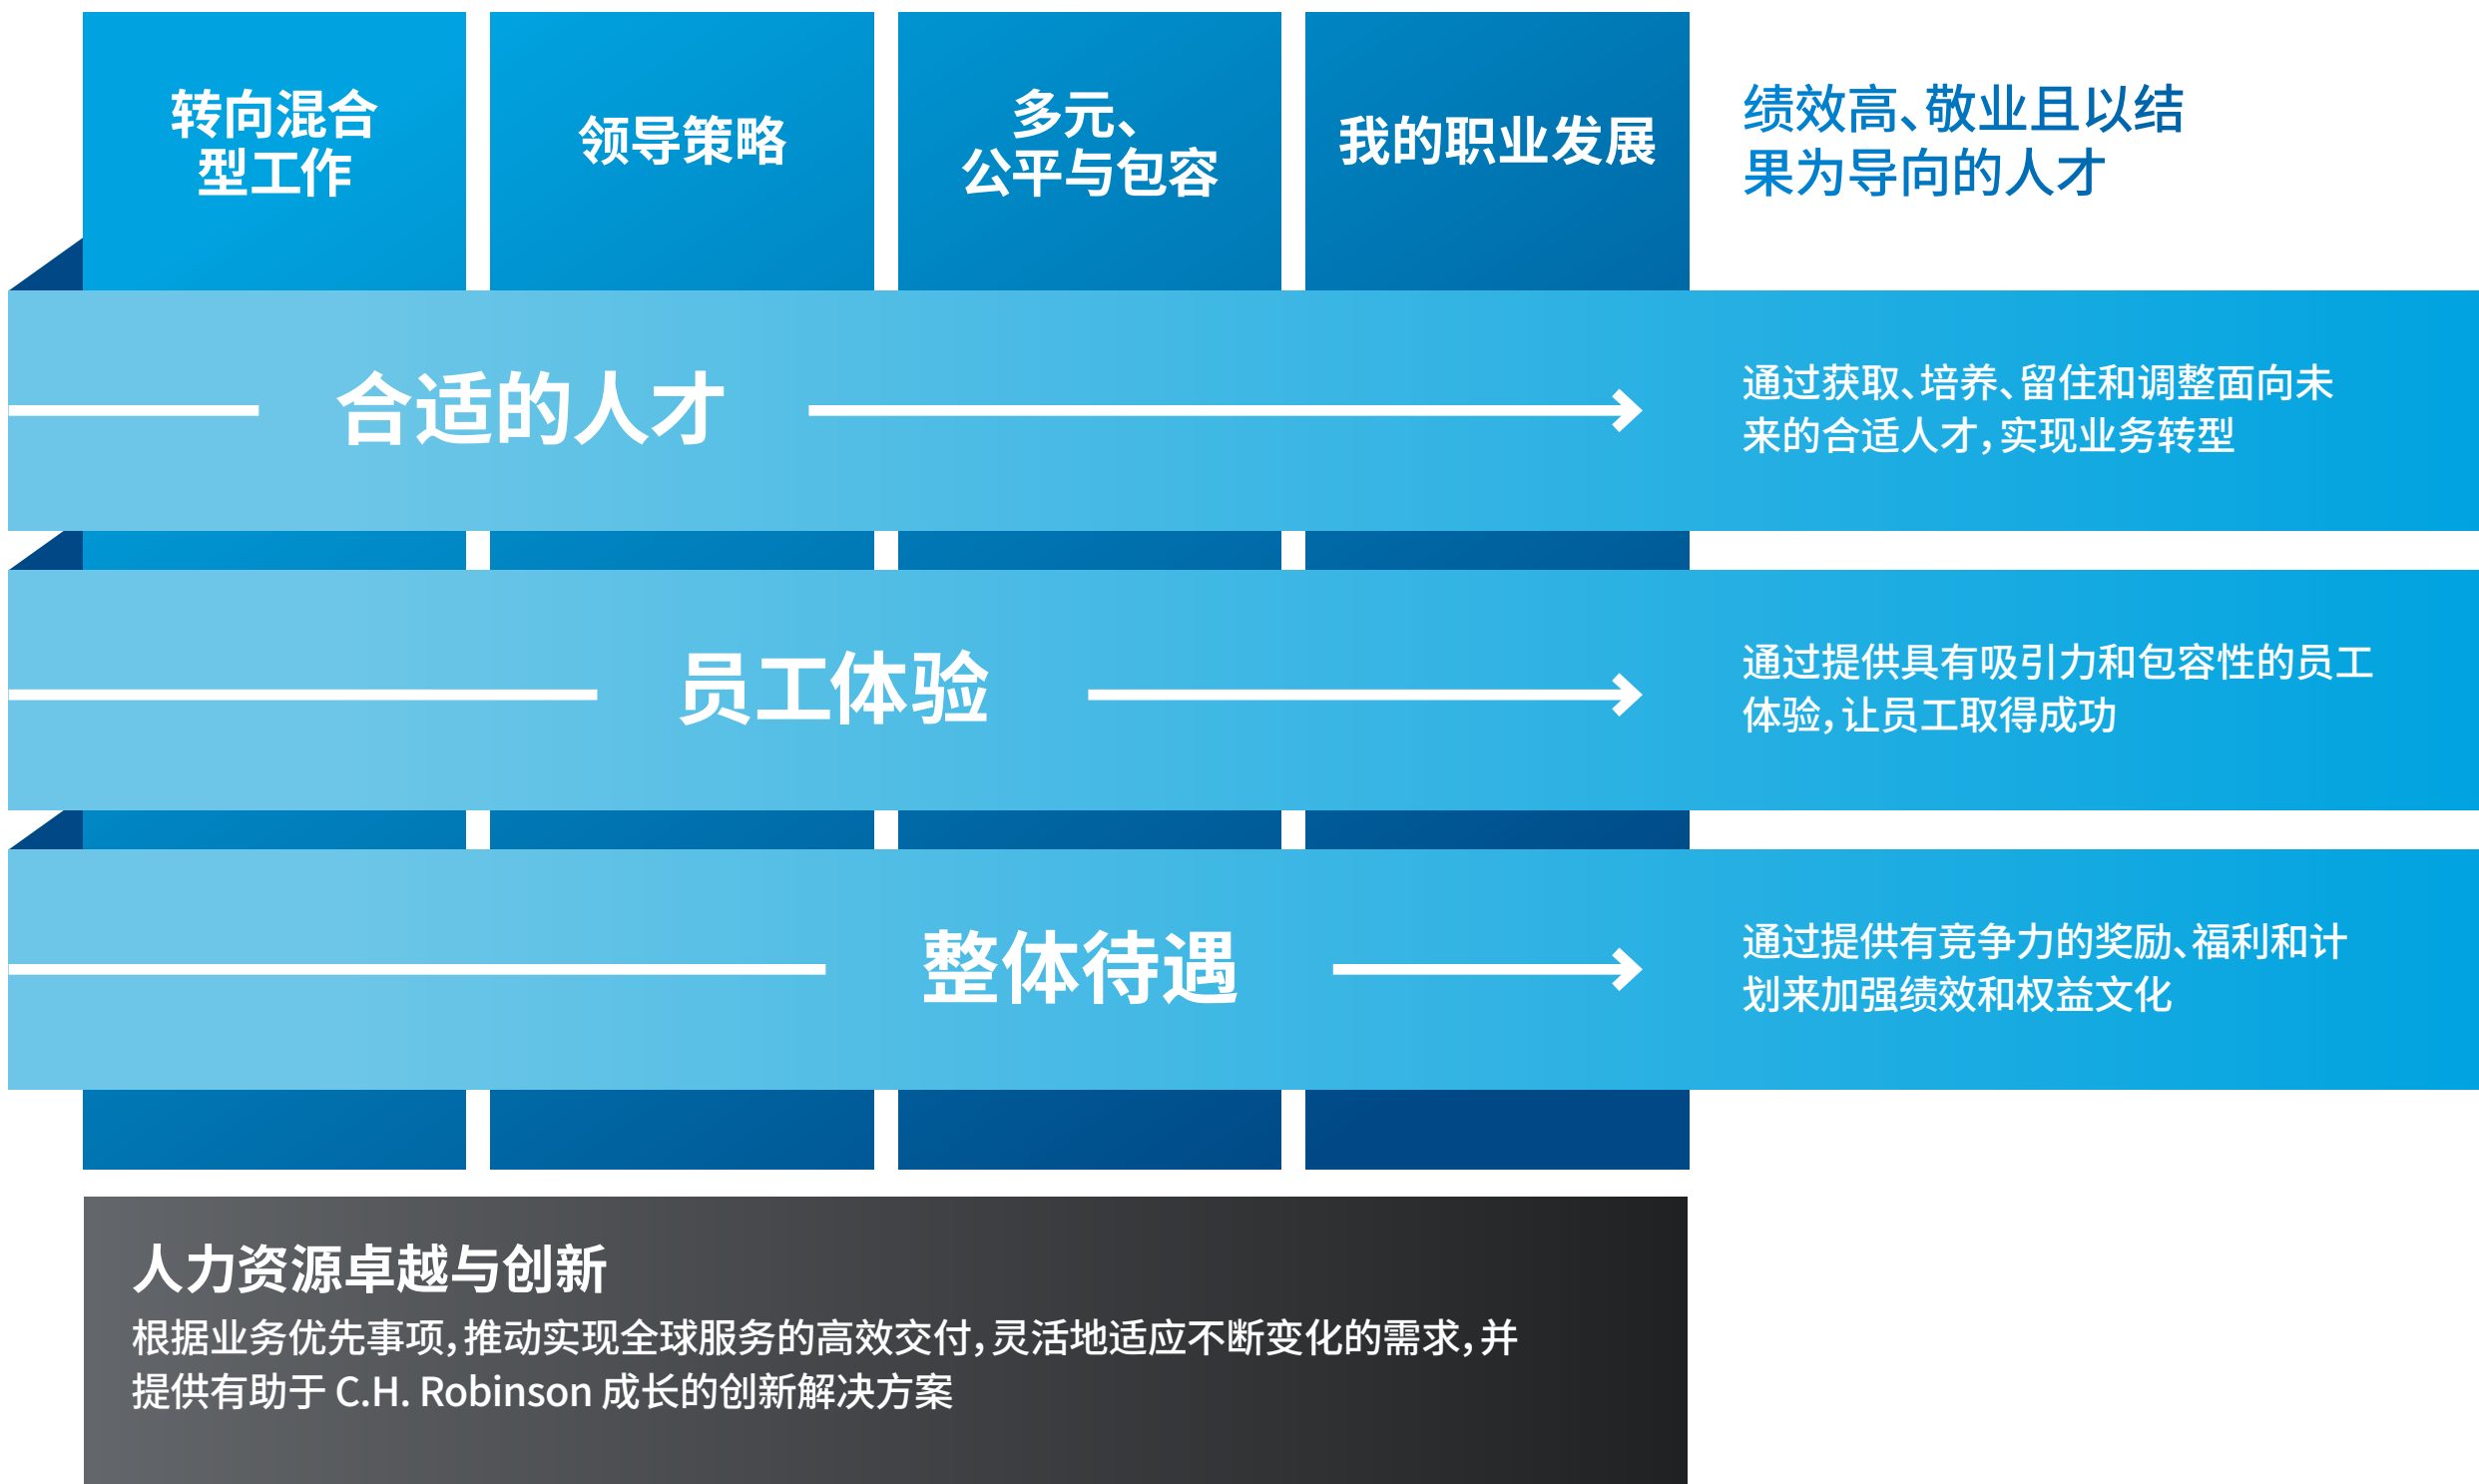 转向混合
型工作
领导策略
多元、
公平与包容
我的职业发展
绩效高、敬业且以结
果为导向的人才
合适的人才
通过获取、培养、留住和调整面向未
来的合适人才，实现业务转型
员工体验
通过提供具有吸引力和包容性的员工
体验，让员工取得成功
整体待遇
通过提供有竞争力的奖励、福利和计
划来加强绩效和权益文化
人力资源卓越与创新
根据业务优先事项，推动实现全球服务的高效交付，灵活地适应不断变化的需求，并
提供有助于 C.H. Robinson 成长的创新解决方案